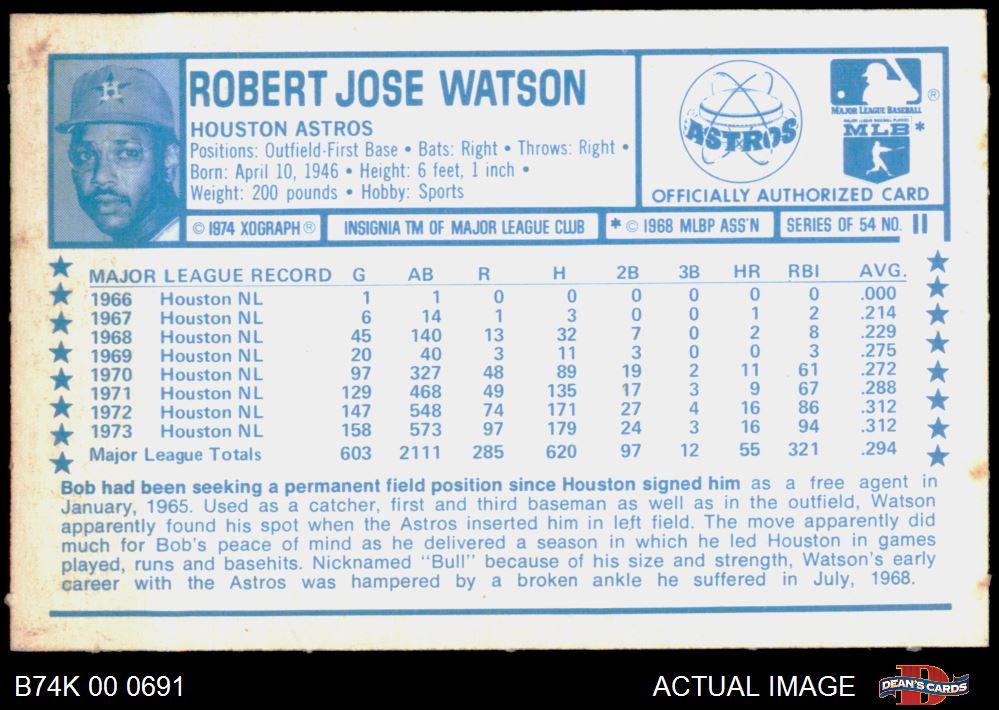 H
ROBERT JOSE WATSON
HOUSTON ASTROS
Positions: Outfield-First Base • Bats: Right • Throws: Right •
Born: April 10, 1946 • Height: 6 feet, 1 inch •
Weight: 200 pounds • Hobby: Sports
ASTROS
MAJOR LEAGUE BASEBALL ®
MAJOR LEAGUE BASEBALL PLAYERS
MLB *
OFFICIALLY AUTHORIZED CARD
© 1974 XOGRAPH ® INSIGNIA TM OF MAJOR LEAGUE CLUB * © 1968 MLBP ASS'N SERIES OF 54 NO. 11
MAJOR LEAGUE RECORD G AB R H 2B 3B HR RBI AVG.
1966 Houston NL 1 1 0 0 0 0 0 0 .000
1967 Houston NL 6 14 1 3 0 0 1 2 .214
1968 Houston NL 45 140 13 32 7 0 2 8 .229
1969 Houston NL 20 40 3 11 3 0 0 3 .275
1970 Houston NL 97 327 48 89 19 2 11 61 .272
1971 Houston NL 129 468 49 135 17 3 9 67 .288
1972 Houston NL 147 548 74 171 27 4 16 86 .312
1973 Houston NL 158 573 97 179 24 3 16 94 .312
Major League Totals 603 2111 285 620 97 12 55 321 .294
Bob had been seeking a permanent field position since Houston signed him as a free agent in
January, 1965. Used as a catcher, first and third baseman as well as in the outfield, Watson
apparently found his spot when the Astros inserted him in left field. The move apparently did
much for Bob's peace of mind as he delivered a season in which he led Houston in games
played, runs and basehits. Nicknamed "Bull" because of his size and strength, Watson's early
career with the Astros was hampered by a broken ankle he suffered in July, 1968.
B74K 00 0691
ACTUAL IMAGE
D
DEAN'S CARDS